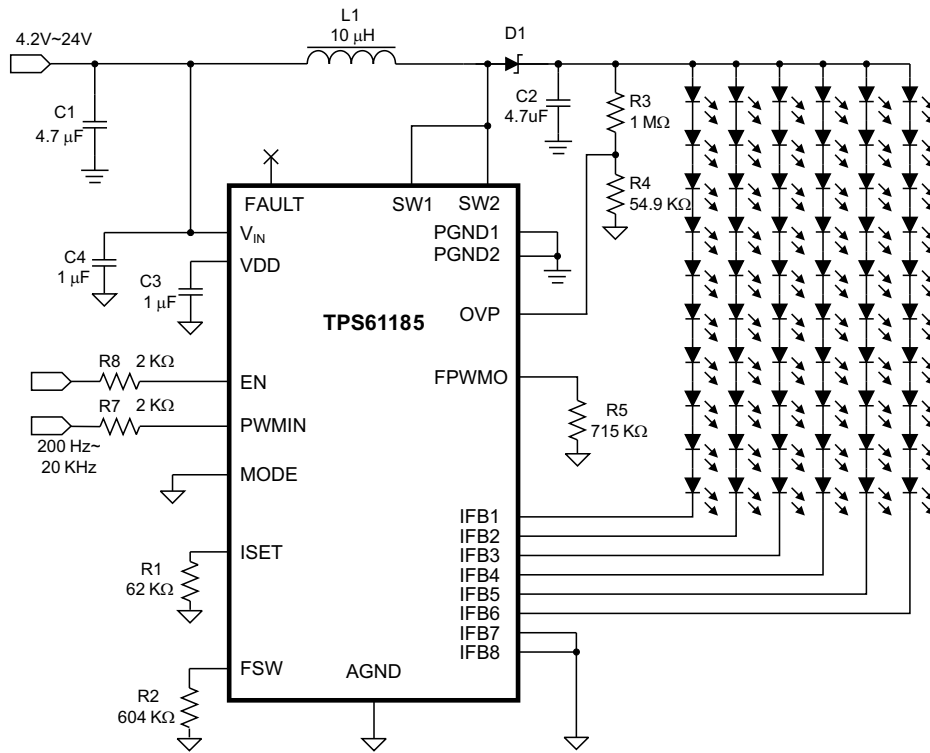 L1
10 μH
D1
4.2V~24V
C1
4.7 μF
C2
4.7uF
R3
1 MΩ
R4
54.9 KΩ
FAULT
SW1
SW2
VIN
PGND1
VDD
PGND2
C4
1 μF
C3
1 μF
TPS61185
OVP
R8
2 KΩ
EN
FPWMO
R7
2 KΩ
PWMIN
R5
715 KΩ
200 Hz~
20 KHz
MODE
IFB1
IFB2
IFB3
IFB4
IFB5
IFB6
IFB7
IFB8
ISET
R1
62 KΩ
FSW
AGND
R2
604 KΩ